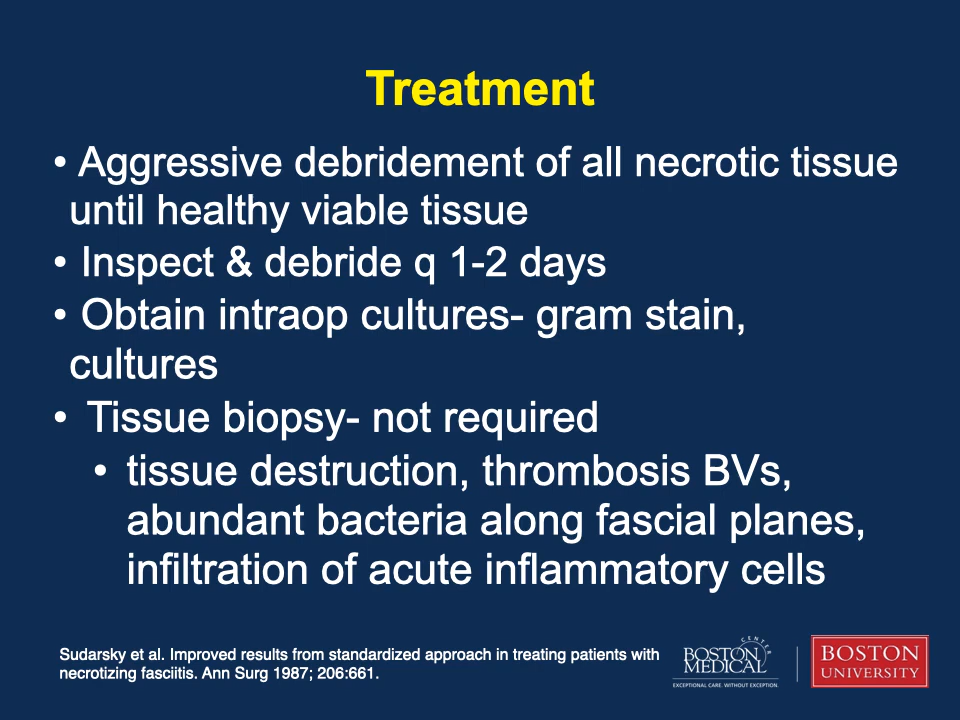 Treatment
• Aggressive debridement of all necrotic tissue
until healthy viable tissue
• Inspect & debride q 1-2 days
• Obtain intraop cultures- gram stain,
cultures
• Tissue biopsy- not required
• tissue destruction, thrombosis BVs,
abundant bacteria along fascial planes,
infiltration of acute inflammatory cells
Sudarsky et al. Improved results from standardized approach in treating patients with
necrotizing fasciitis. Ann Surg 1987; 206:661.
BOSTON
MEDICAL
CENTER
EXCEPTIONAL CARE. WITHOUT EXCEPTION.
BOSTON
UNIVERSITY